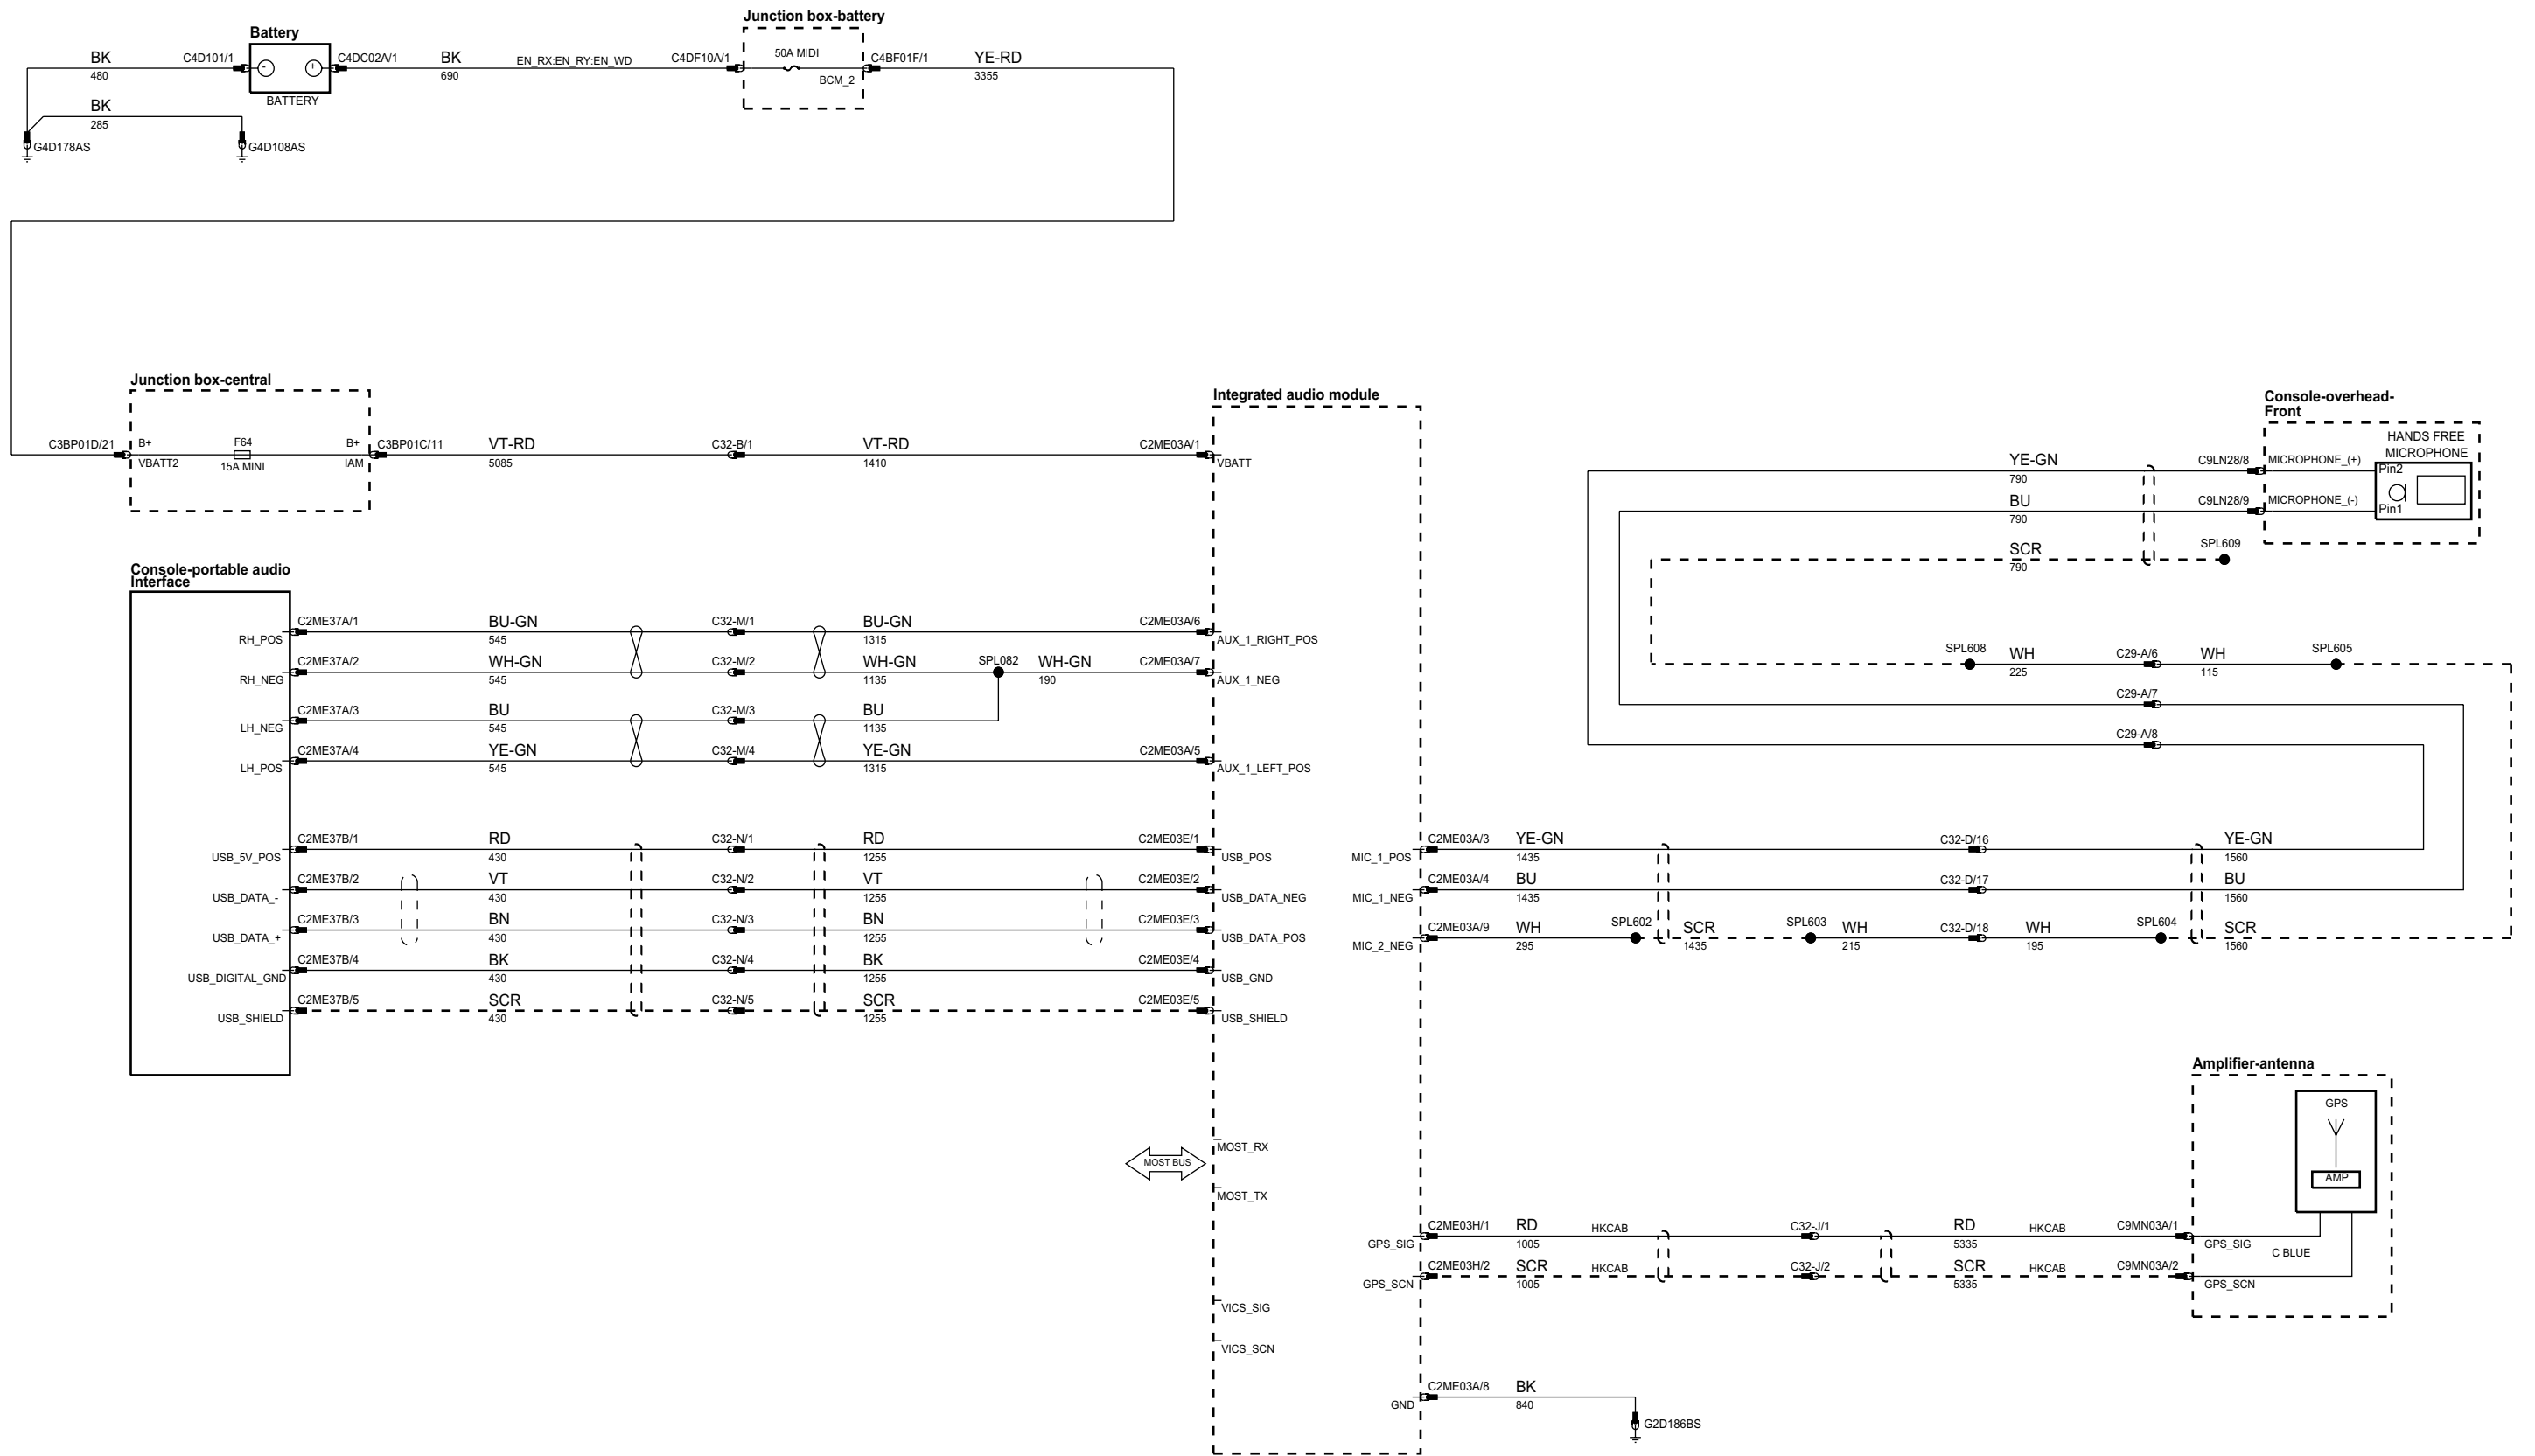 Junction box-battery
Battery
BK
480
C4D101/1
-
+
BATTERY
C4DC02A/1
BK
690
EN_RX:EN_RY:EN_WD
C4DF10A/1
50A MIDI
BCM_2
C4BF01F/1
YE-RD
3355
BK
285
G4D178AS
G4D108AS
Junction box-central
C3BP01D/21
B+
VBATT2
F64
15A MINI
B+
IAM
C3BP01C/11
VT-RD
5085
C32-B/1
VT-RD
1410
C2ME03A/1
Integrated audio module
VBATT
Console-portable audio
Interface
RH_POS
C2ME37A/1
BU-GN
545
C32-M/1
BU-GN
1315
C2ME03A/6
AUX_1_RIGHT_POS
RH_NEG
C2ME37A/2
WH-GN
545
C32-M/2
WH-GN
1135
SPL082
WH-GN
190
C2ME03A/7
AUX_1_NEG
LH_NEG
C2ME37A/3
BU
545
C32-M/3
BU
1135
LH_POS
C2ME37A/4
YE-GN
545
C32-M/4
YE-GN
1315
C2ME03A/5
AUX_1_LEFT_POS
USB_5V_POS
C2ME37B/1
RD
430
C32-N/1
RD
1255
C2ME03E/1
USB_POS
USB_DATA_-
C2ME37B/2
VT
430
C32-N/2
VT
1255
C2ME03E/2
USB_DATA_NEG
USB_DATA_+
C2ME37B/3
BN
430
C32-N/3
BN
1255
C2ME03E/3
USB_DATA_POS
USB_DIGITAL_GND
C2ME37B/4
BK
430
C32-N/4
BK
1255
C2ME03E/4
USB_GND
USB_SHIELD
C2ME37B/5
SCR
430
C32-N/5
SCR
1255
C2ME03E/5
USB_SHIELD
MOST BUS
MOST_RX
MOST_TX
VICS_SIG
VICS_SCN
Console-overhead-
Front
HANDS FREE
MICROPHONE
YE-GN
790
C9LN28/8
MICROPHONE_(+)
Pin2
BU
790
C9LN28/9
MICROPHONE_(-)
Pin1
SCR
790
SPL609
SPL608
WH
225
C29-A/6
WH
115
SPL605
C29-A/7
C29-A/8
MIC_1_POS
C2ME03A/3
YE-GN
1435
C32-D/16
YE-GN
1560
MIC_1_NEG
C2ME03A/4
BU
1435
C32-D/17
BU
1560
MIC_2_NEG
C2ME03A/9
WH
295
SPL602
SCR
1435
SPL603
WH
215
C32-D/18
WH
195
SPL604
SCR
1560
Amplifier-antenna
GPS
AMP
GPS_SIG
C2ME03H/1
RD
1005
HKCAB
C32-J/1
RD
5335
HKCAB
C9MN03A/1
GPS_SIG
C BLUE
GPS_SCN
C2ME03H/2
SCR
1005
HKCAB
C32-J/2
SCR
5335
HKCAB
C9MN03A/2
GPS_SCN
GND
C2ME03A/8
BK
840
G2D186BS